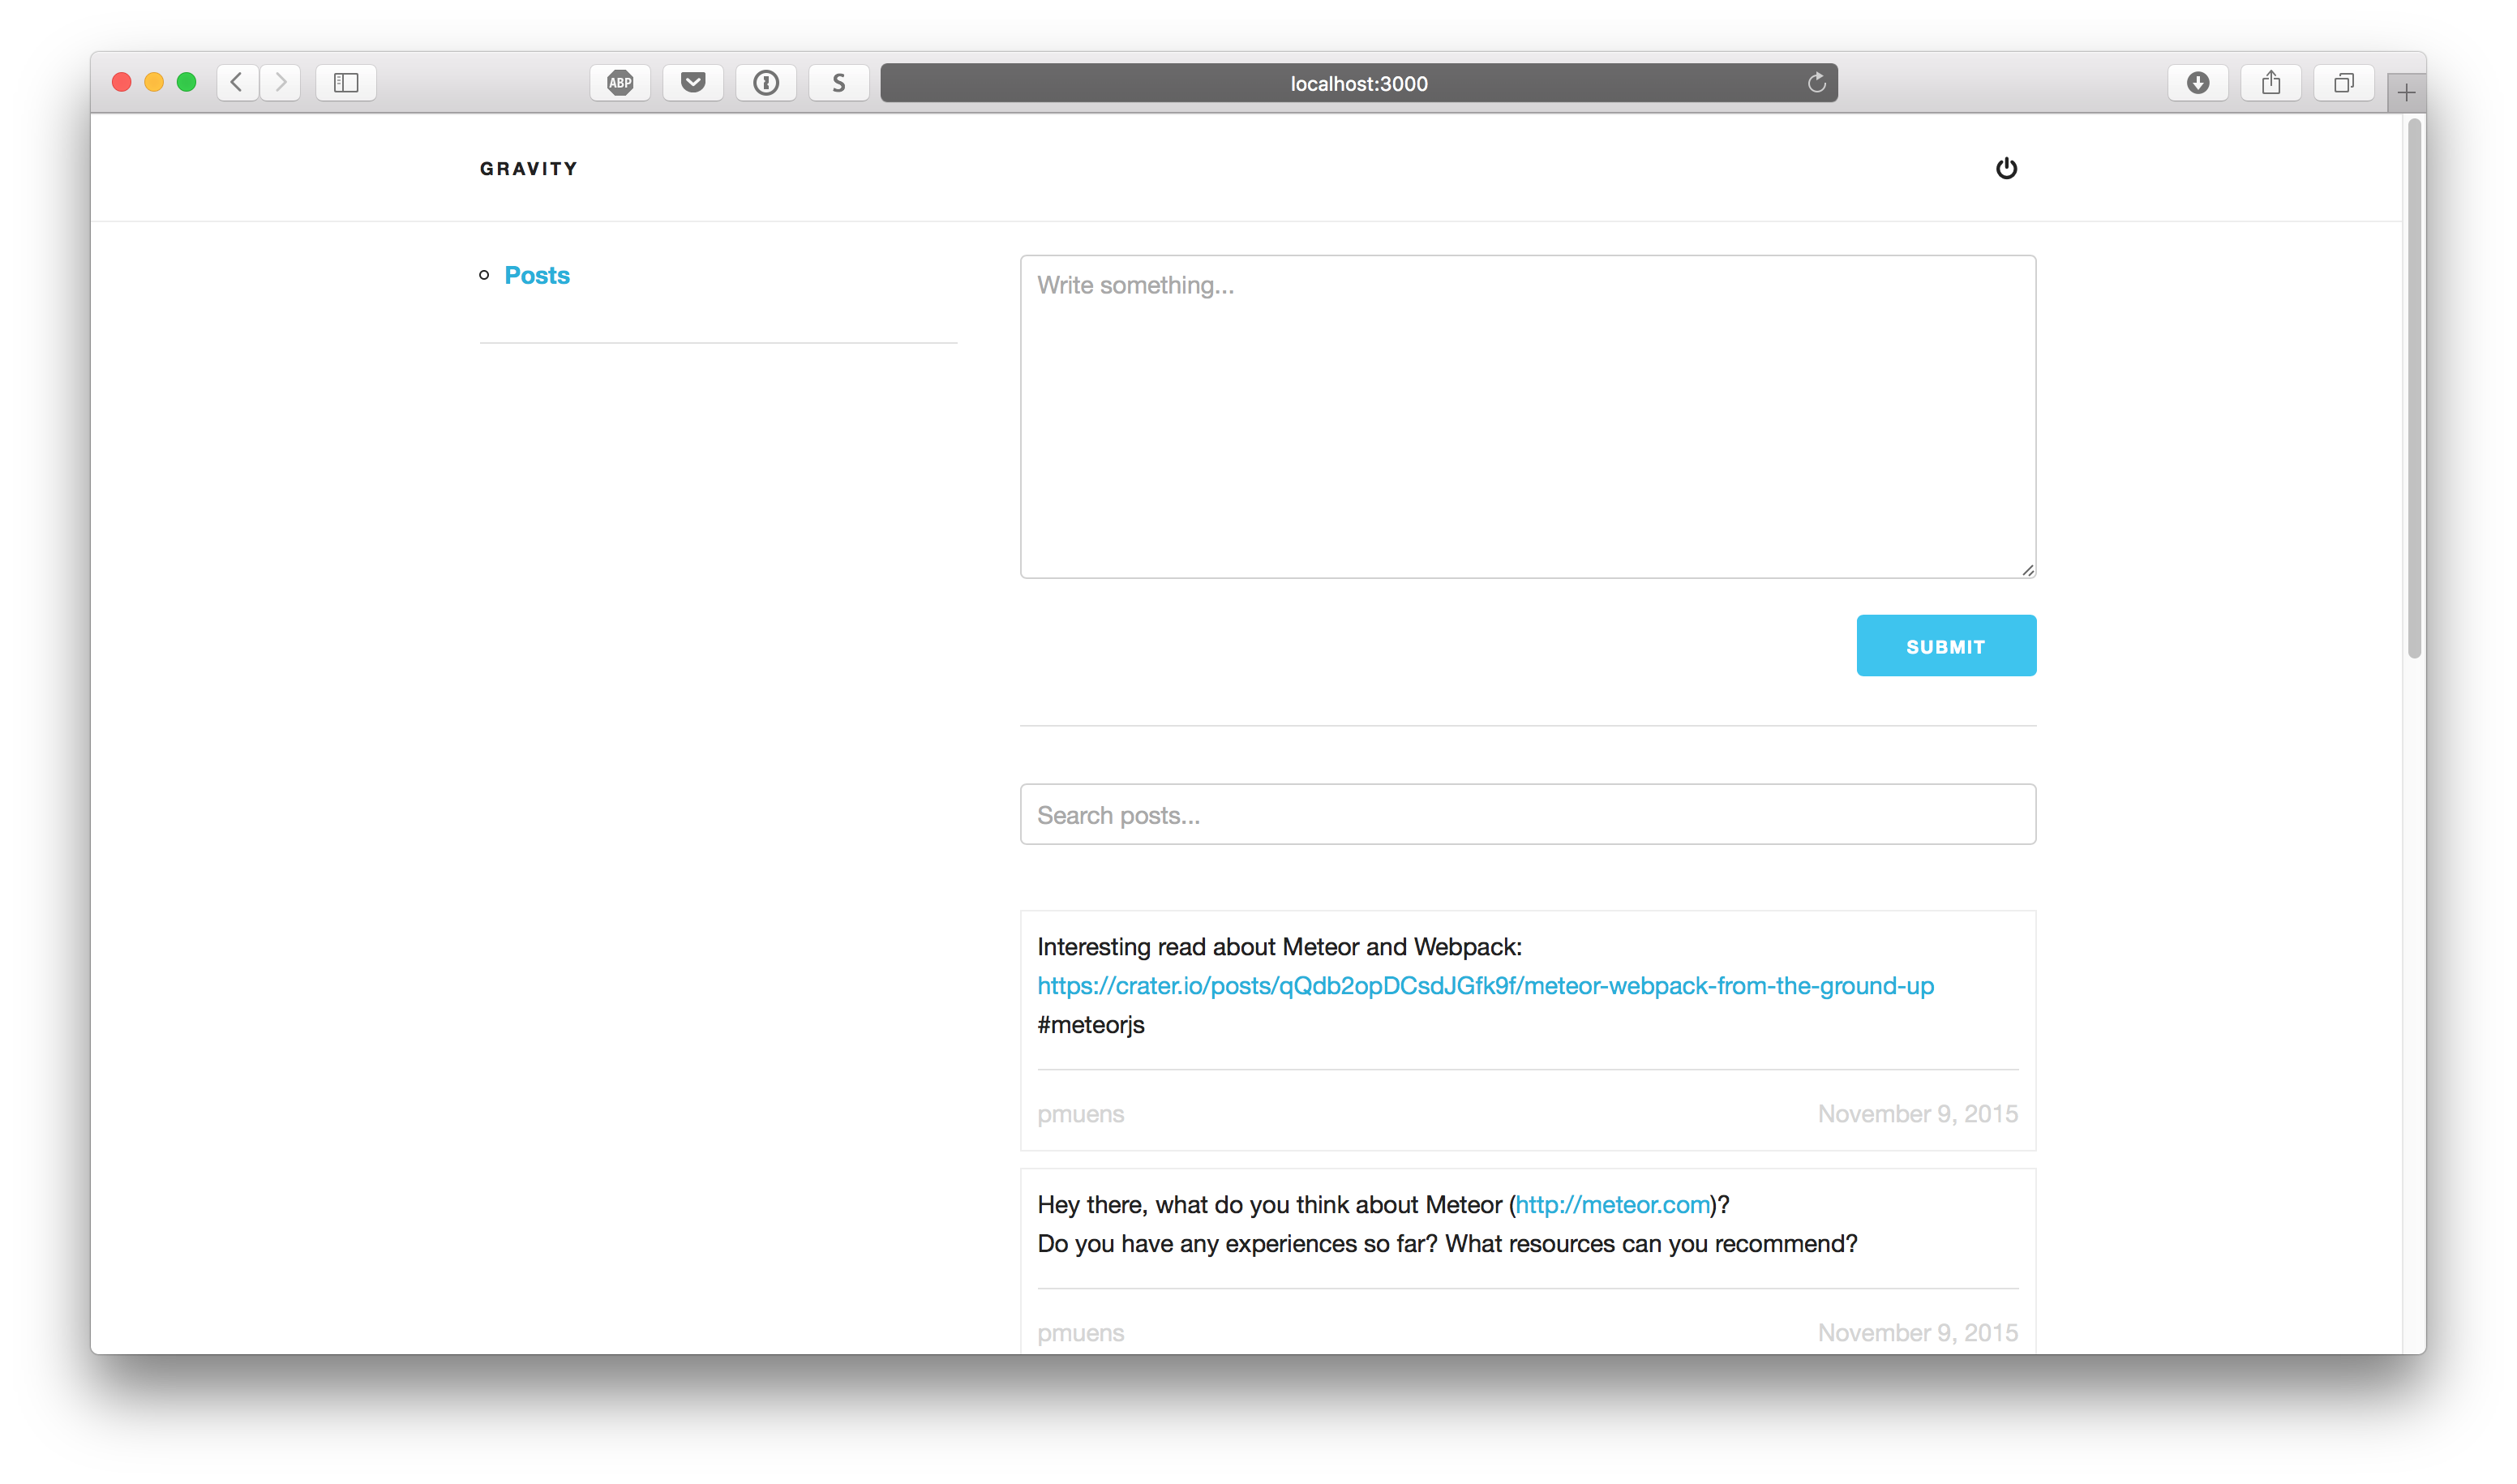 ABP
S
localhost:3000
GRAVITY
Posts
Write something...
SUBMIT
Search posts...
Interesting read about Meteor and Webpack:
https://crater.io/posts/qQdb2opDCsdJGfk9f/meteor-webpack-from-the-ground-up
#meteorjs
pmuens November 9, 2015
Hey there, what do you think about Meteor (http://meteor.com)?
Do you have any experiences so far? What resources can you recommend?
pmuens November 9, 2015